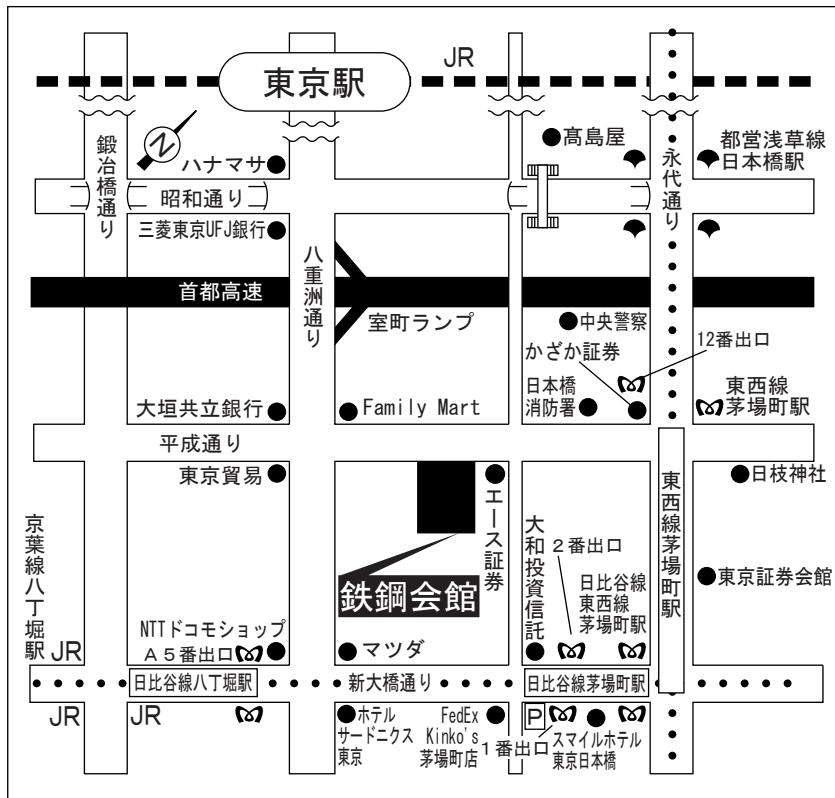 JR
東京駅
N
鍛冶橋通り
ハナマサ
髙島屋
永代通り
都営浅草線
日本橋駅
昭和通り
三菱東京UFJ銀行
八重洲通り
首都高速
室町ランプ
中央警察
かざか証券
12番出口
日本橋
消防署
東西線
茅場町駅
大垣共立銀行
Family Mart
平成通り
東京貿易
エース証券
日枝神社
東西線茅場町駅
京葉線八丁堀駅
大和投資信託
２番出口
日比谷線
東西線
茅場町駅
東京証券会館
鉄鋼会館
NTTドコモショップ
Ａ５番出口
マツダ
JR
日比谷線八丁堀駅
新大橋通り
日比谷線茅場町駅
JR
JR
ホテル
サードニクス
東京
FedEx
Kinko's
茅場町店
P
１番出口
スマイルホテル
東京日本橋